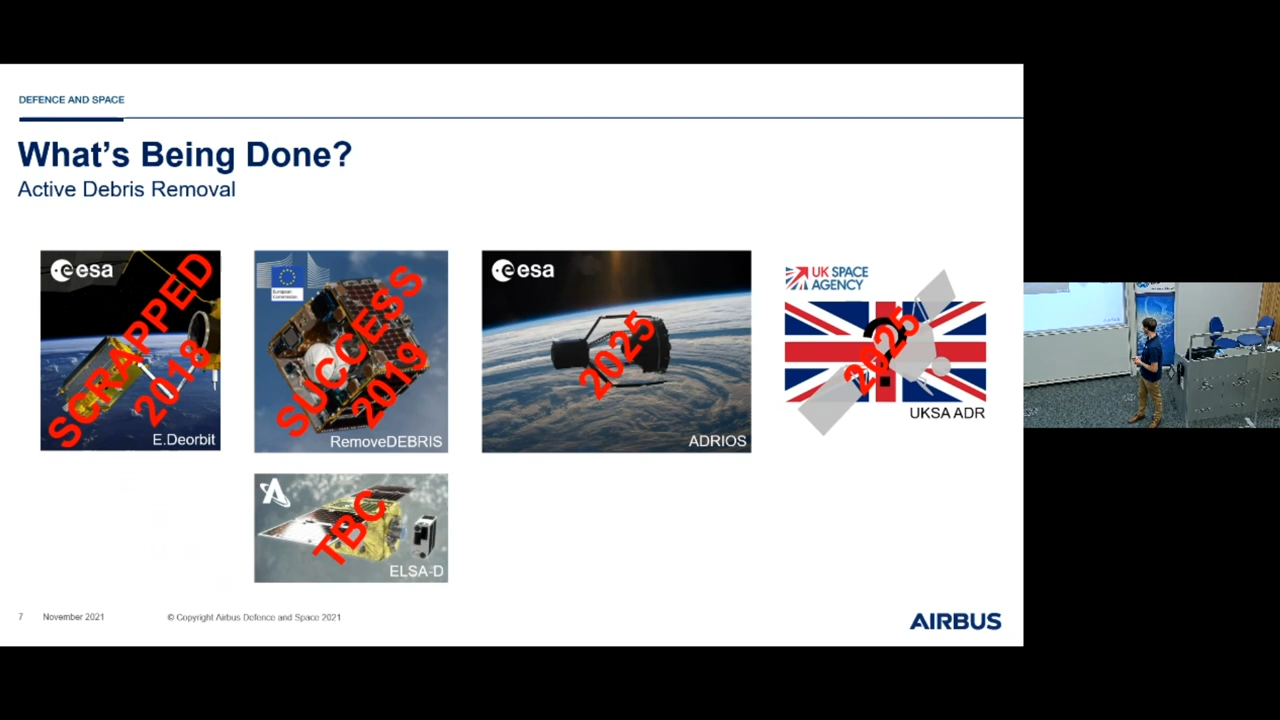 DEFENCE AND SPACE
What's Being Done?
Active Debris Removal
esa
SCRAPPED
2018
E.Deorbit
European
Commission
SUCCESS
2019
RemoveDEBRIS
esa
2025
ADRIOS
UK SPACE
AGENCY
?
2025
UKSA ADR
TBC
ELSA-D
7
November 2021
© Copyright Airbus Defence and Space 2021
AIRBUS